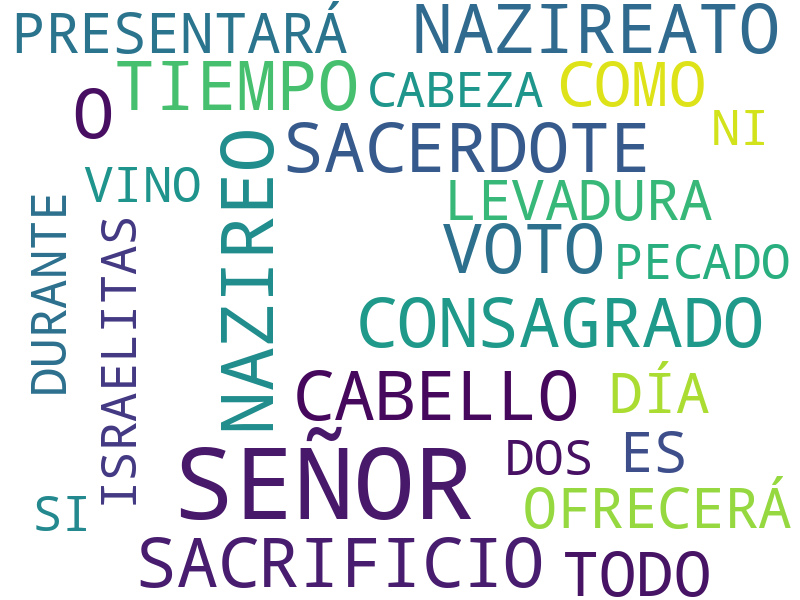 PRESENTARÁ NAZIREATO
TIEMPO CABEZA COMO
O NI
SACERDOTE
NAZIREO
VINO LEVADURA
DURANTE
ISRAELITAS
VOTO PECADO
CONSAGRADO
CABELLO DÍA
SEÑOR DOS ES
SI OFRECERÁ
SACRIFICIO TODO